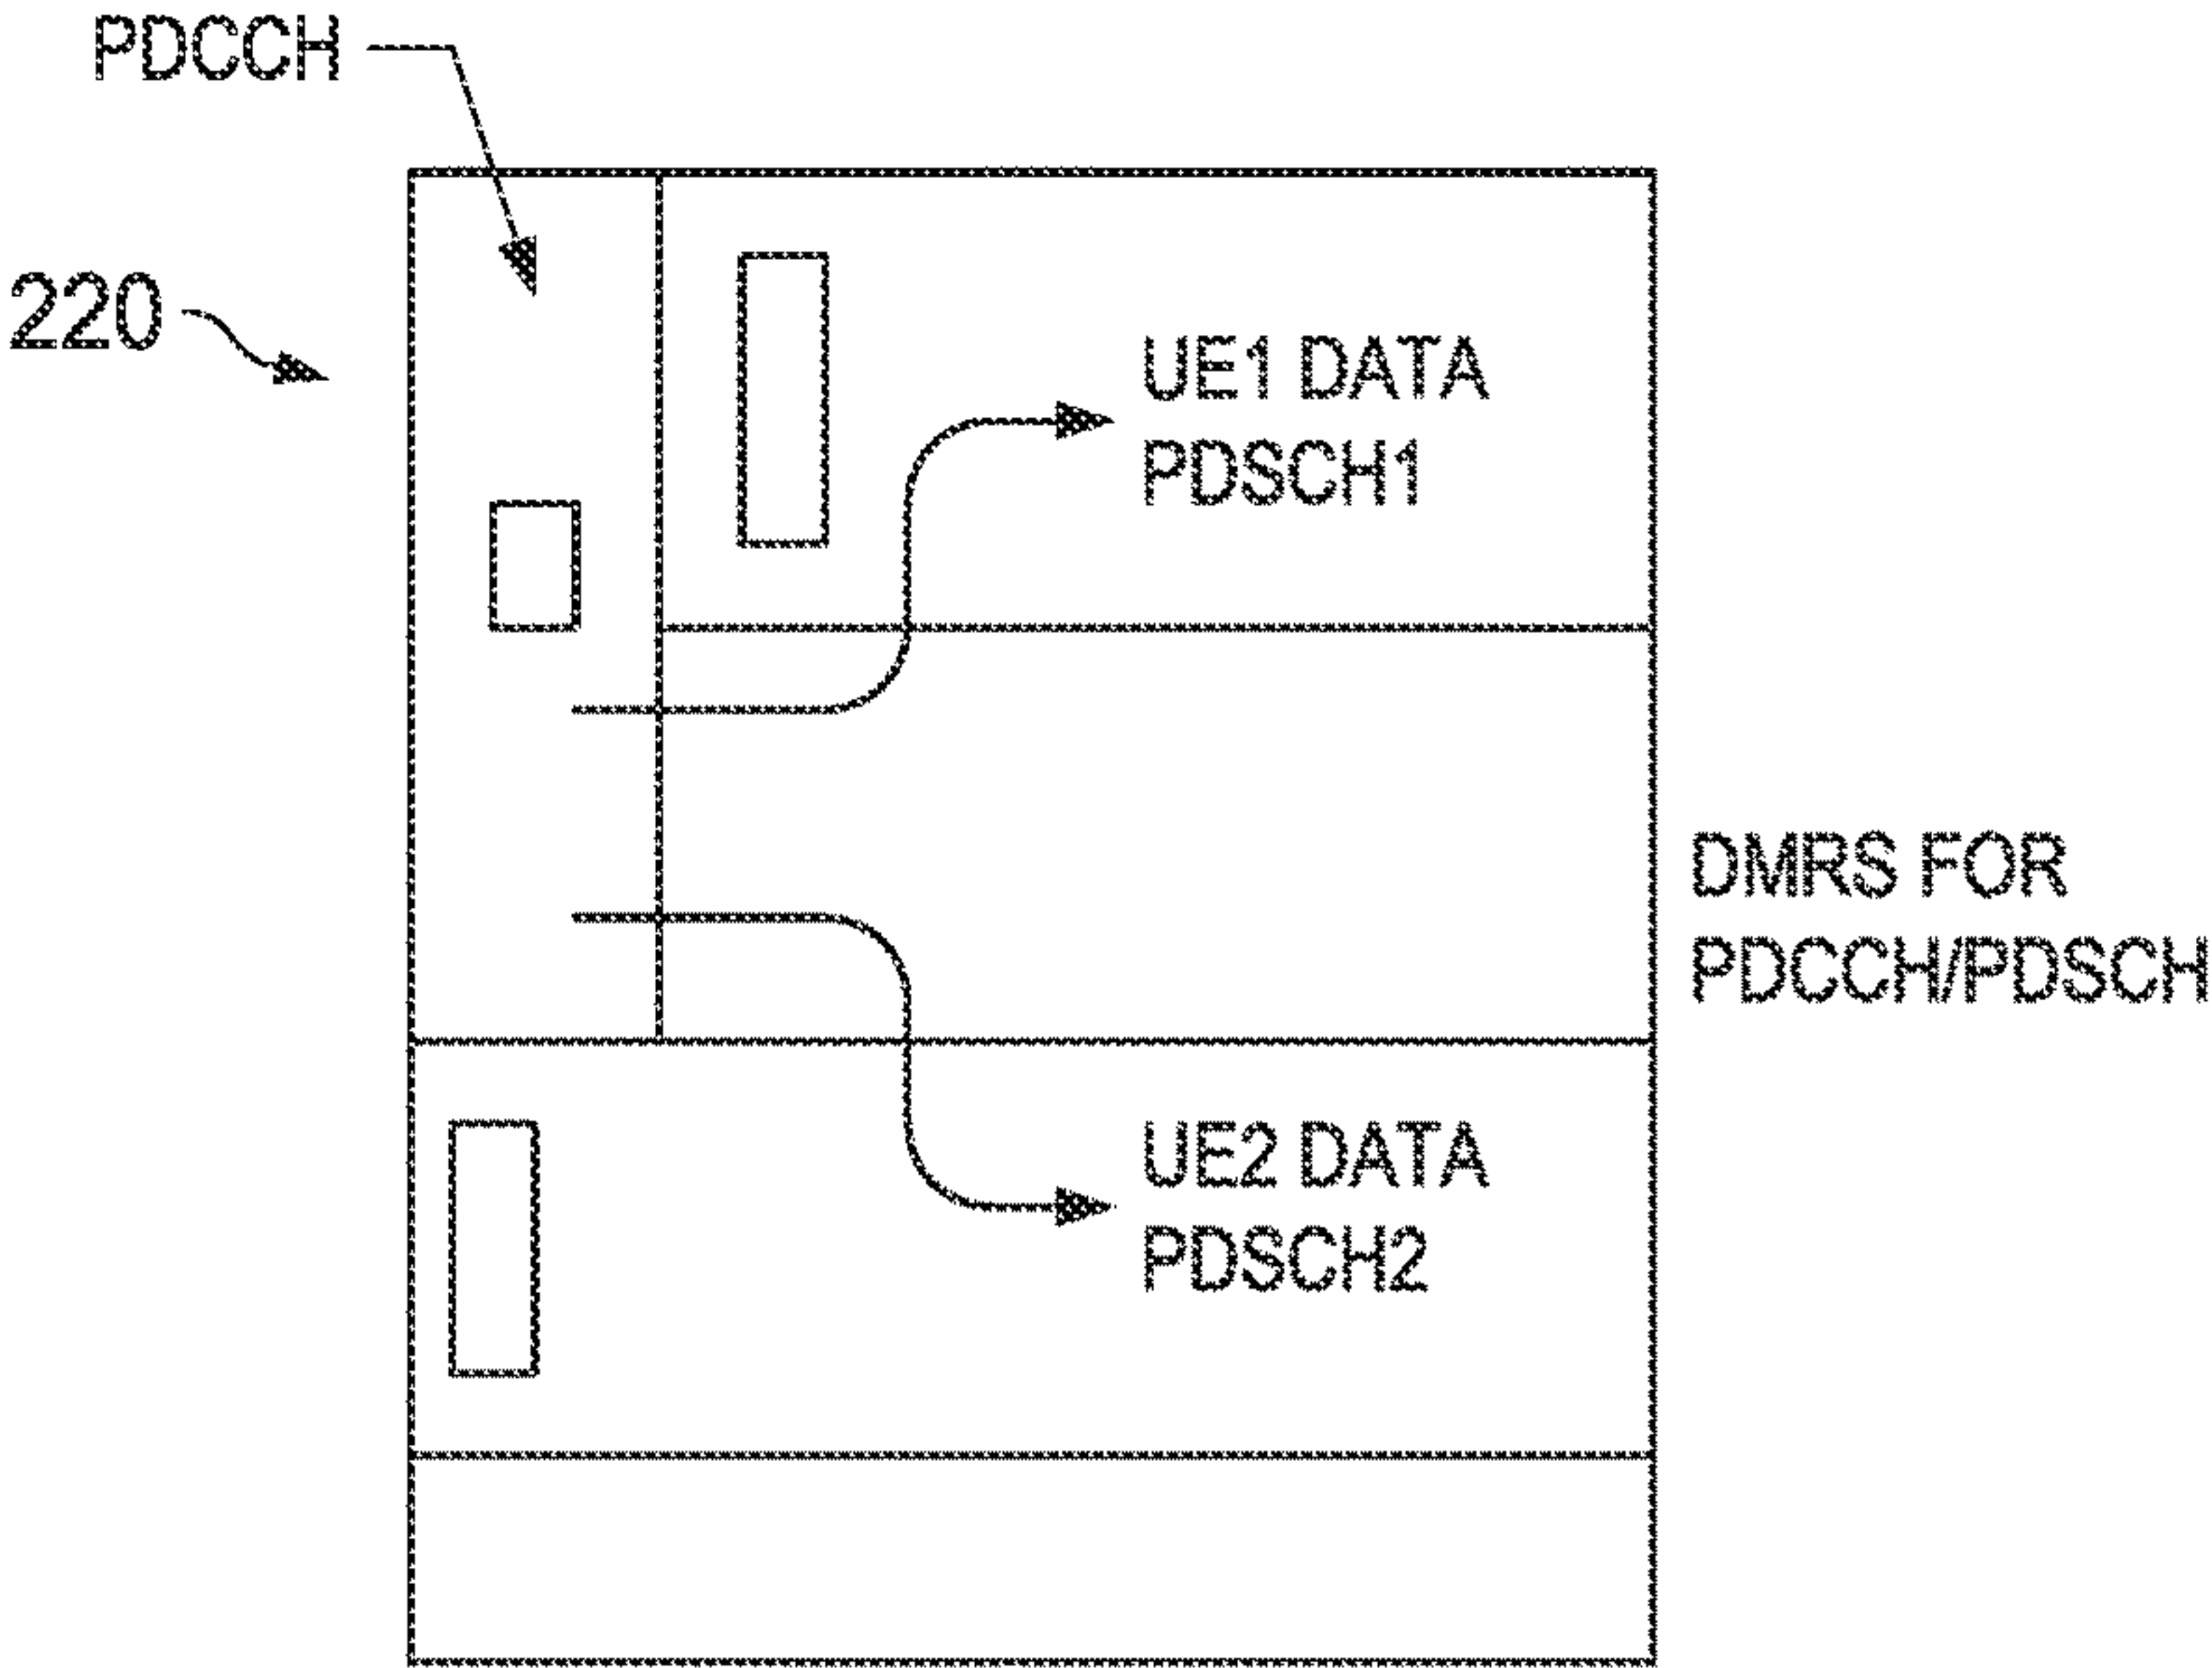 PDCCH
220
UE1 DATA
PDSCH1
DMRS FOR
PDCCH/PDSCH
UE2 DATA
PDSCH2